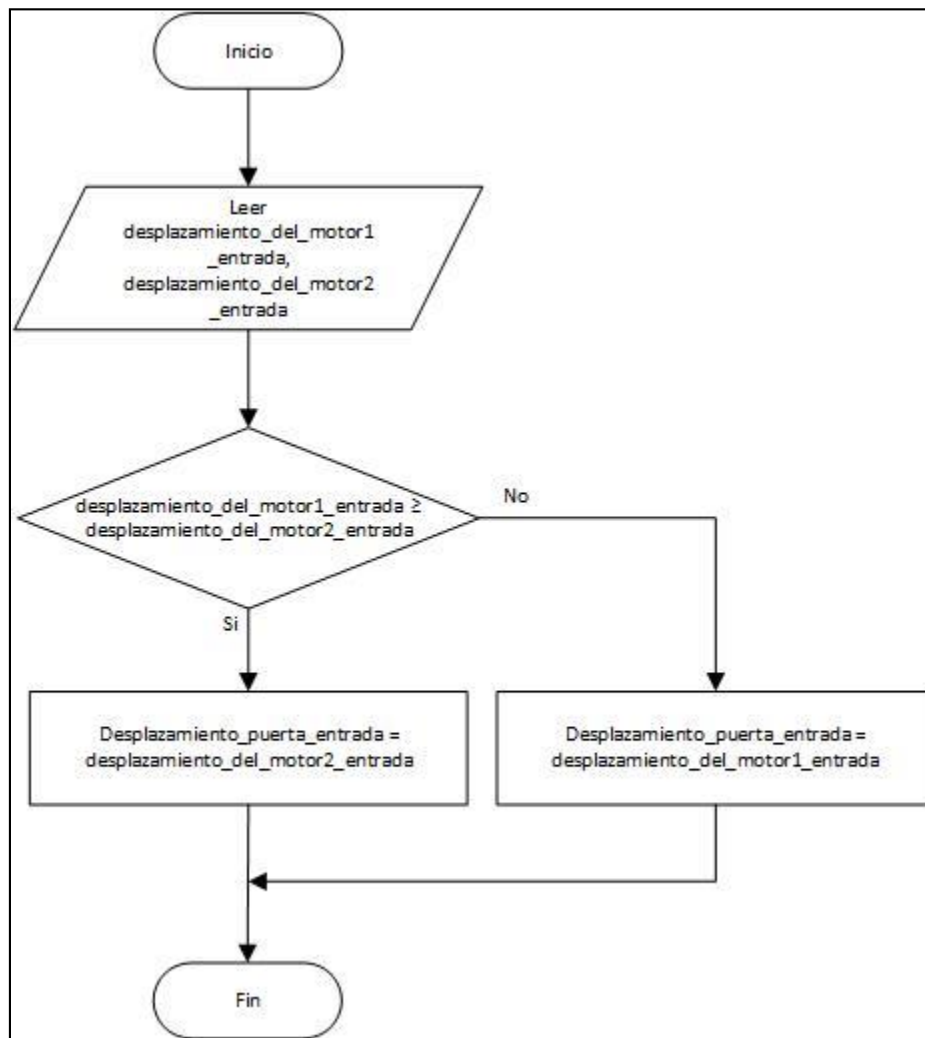 Inicio
Leer
desplazamiento_del_motor1
_entrada,
desplazamiento_del_motor2
_entrada
desplazamiento_del_motor1_entrada ≥
desplazamiento_del_motor2_entrada
No
Si
Desplazamiento_puerta_entrada =
desplazamiento_del_motor2_entrada
Desplazamiento_puerta_entrada =
desplazamiento_del_motor1_entrada
Fin